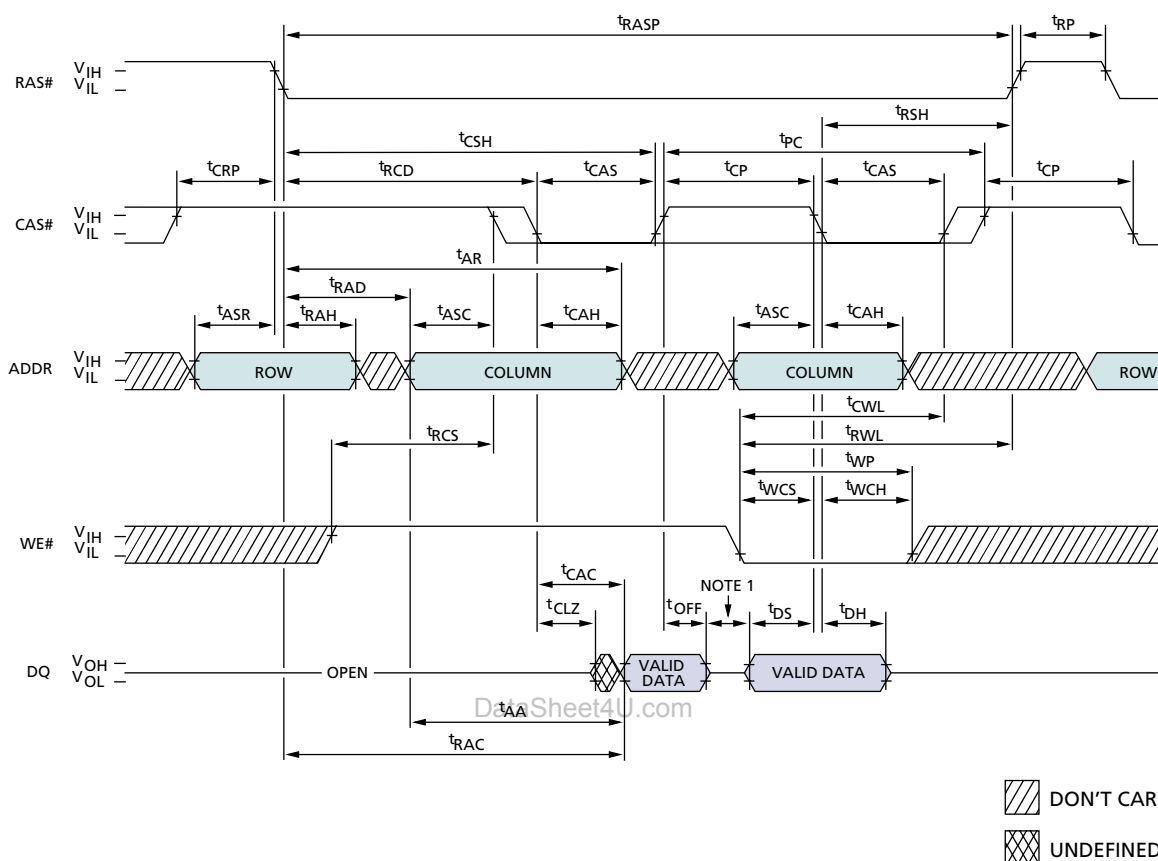 tRASP tRP
RAS# VIH
VIL
tRSH
tCSH tPC
tCRP tRCD tCAS tCP tCAS tCP
CAS# VIH
VIL
tAR
tRAD
tASR tRAH tASC tCAH tASC tCAH
ADDR VIH
VIL
ROW COLUMN COLUMN ROW
tCWL
tRCS tRWL
tWP
tWCS tWCH
WE# VIH
VIL
tCAC NOTE 1
tCLZ tOFF tDS tDH
DQ VOH
VOL
OPEN VALID DATA VALID DATA
DataSheet4U.com
tAA
tRAC
DON'T CAR
UNDEFINED